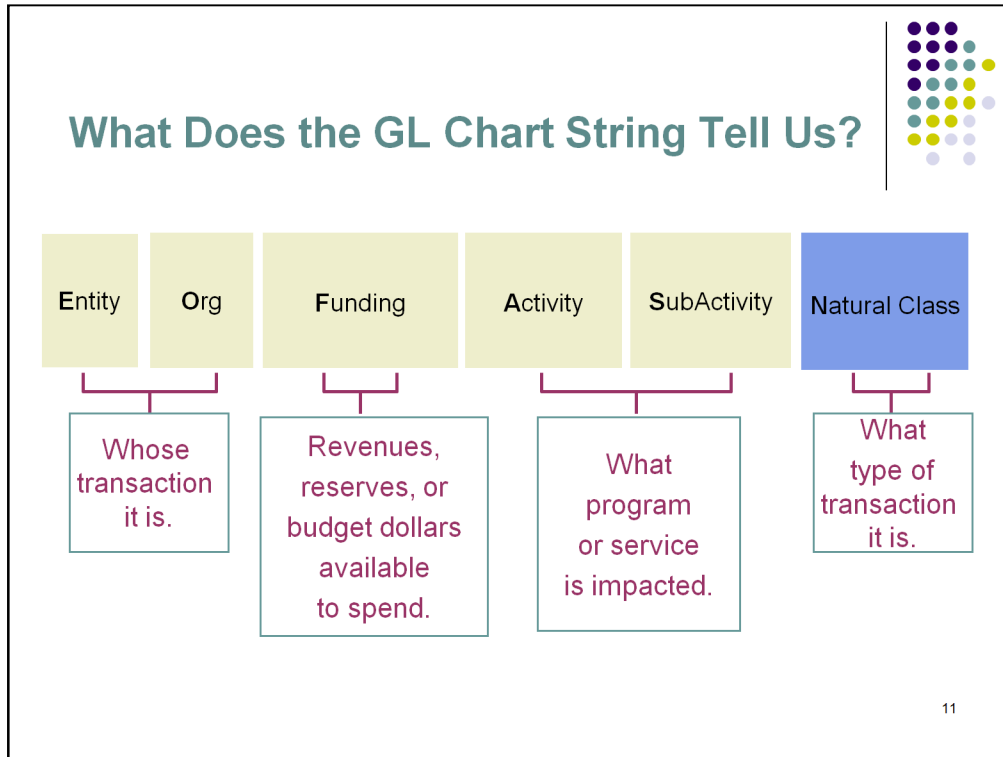 What Does the GL Chart String Tell Us?
Entity
Org
Funding
Activity
SubActivity
Natural Class
Whose
transaction
it is.
Revenues,
reserves, or
budget dollars
available
to spend.
What
program
or service
is impacted.
What
type of
transaction
it is.
11